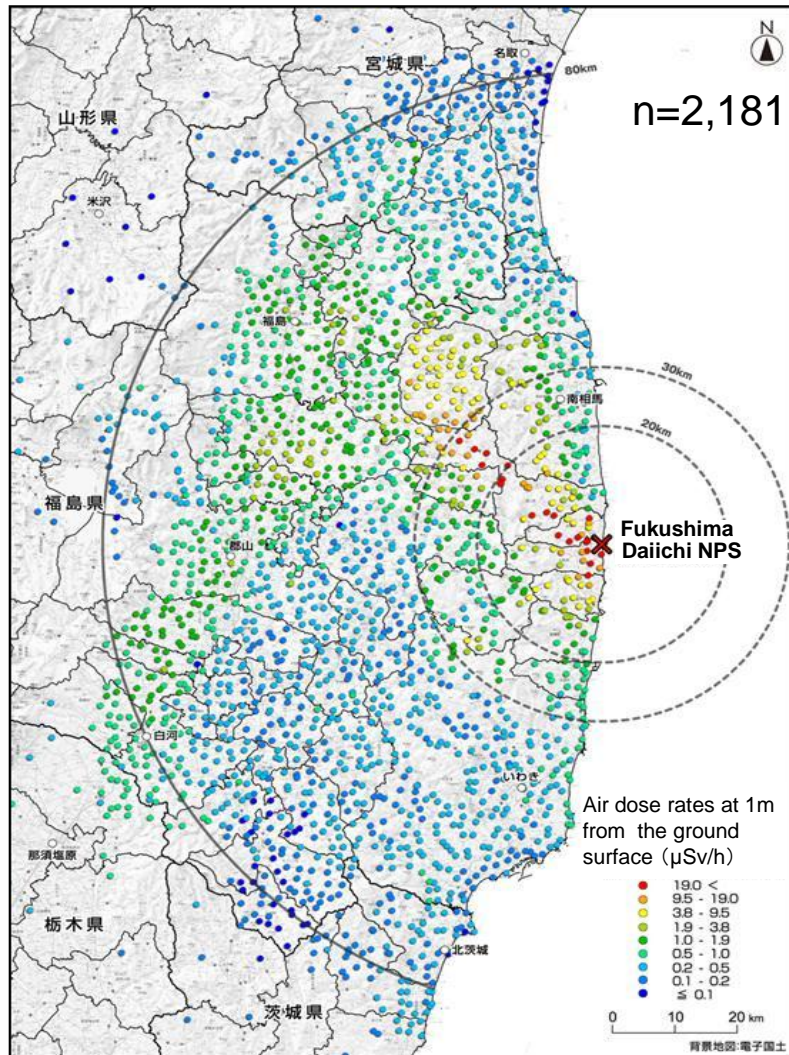 宮城県
名取
N
80km
n=2,181
山形県
米沢
福島
30km
南相馬
20km
福島県
Fukushima
Daiichi NPS
郡山
白河
いわき
Air dose rates at 1m
from the ground
surface（μSv/h）
那須塩原
19.0 <
9.5 - 19.0
3.8 - 9.5
1.9 - 3.8
1.0 - 1.9
0.5 - 1.0
0.2 - 0.5
0.1 - 0.2
≦ 0.1
栃木県
北茨城
茨城県
0 10 20 km
背景地図:電子国土